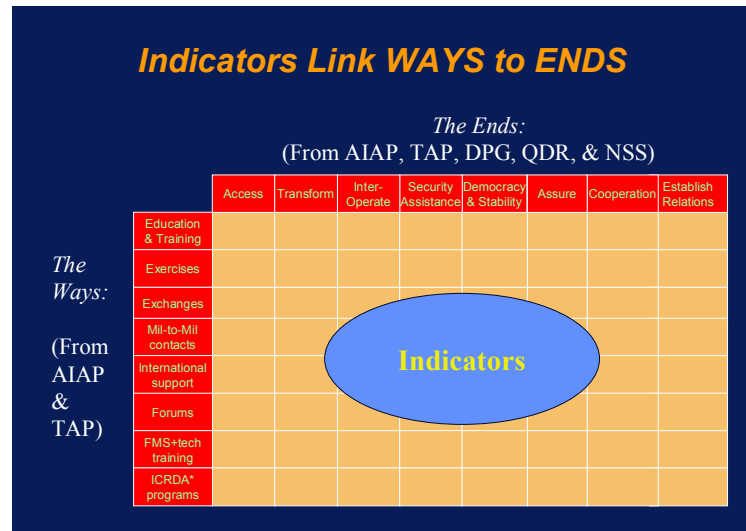 Indicators Link WAYS to ENDS
The Ends:
(From AIAP, TAP, DPG, QDR, & NSS)
Access
Transform
Inter-
Operate
Security
Assistance
Democracy
& Stability
Assure
Cooperation
Establish
Relations
The
Ways:
(From
AIAP
&
TAP)
Education
& Training
Exercises
Exchanges
Mil-to-Mil
contacts
International
support
Forums
FMS+tech
training
ICRDA*
programs
Indicators